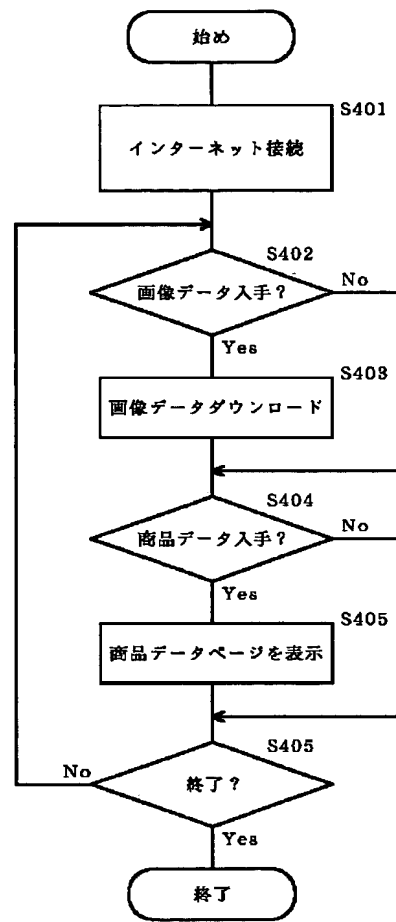 始め
S401
インターネット接続
S402
画像データ入手？
No
Yes
S403
画像データダウンロード
S404
商品データ入手？
No
Yes
S405
商品データページを表示
S405
No
終了？
Yes
終了